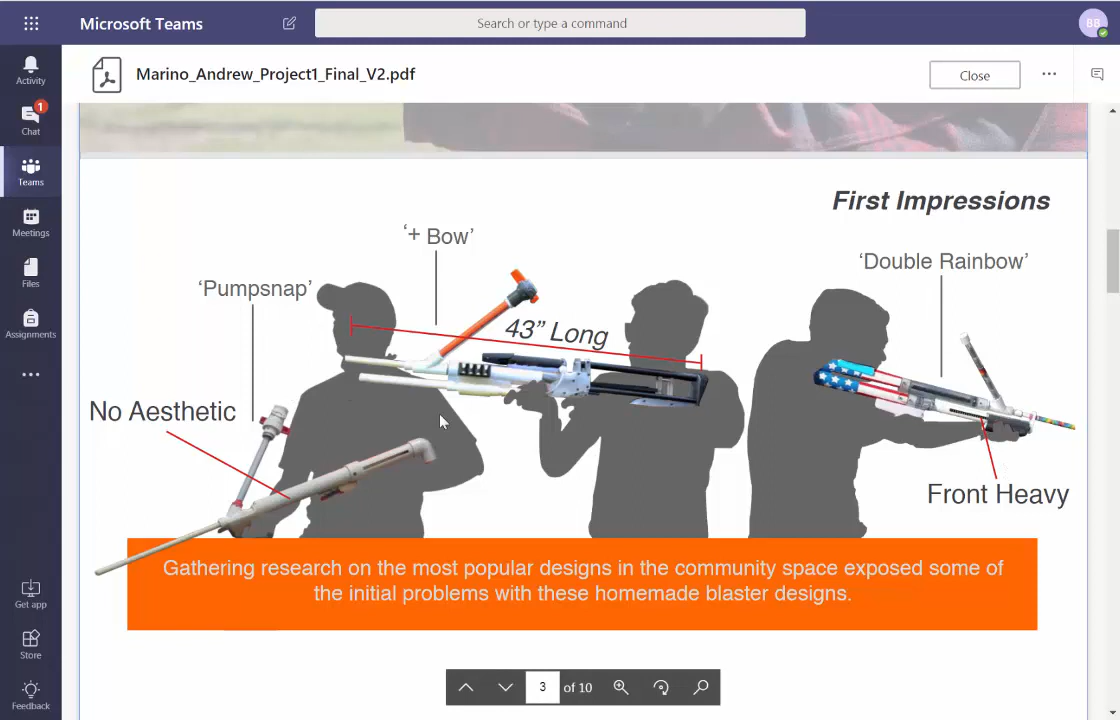 Microsoft Teams
Search or type a command
BB
Activity
Marino_Andrew_Project1_Final_V2.pdf
Close
1
Chat
Teams
Meetings
Files
Assignments
Get app
Store
Feedback
First Impressions
‘+ Bow’
‘Double Rainbow’
‘Pumpsnap’
43” Long
No Aesthetic
Front Heavy
Gathering research on the most popular designs in the community space exposed some of
the initial problems with these homemade blaster designs.
3 of 10